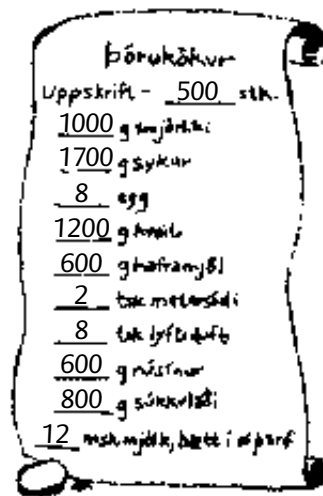 Þórukökur
Uppskrift - 500 stk.
1000 g smjörlíki
1700 g sykur
8 egg
1200 g hveiti
600 g haframjöl
2 tsk matarsódi
8 tsk lyftiduft
600 g rúsínur
800 g súkkulaði
12 msk mjólk, bætt í ef þarf